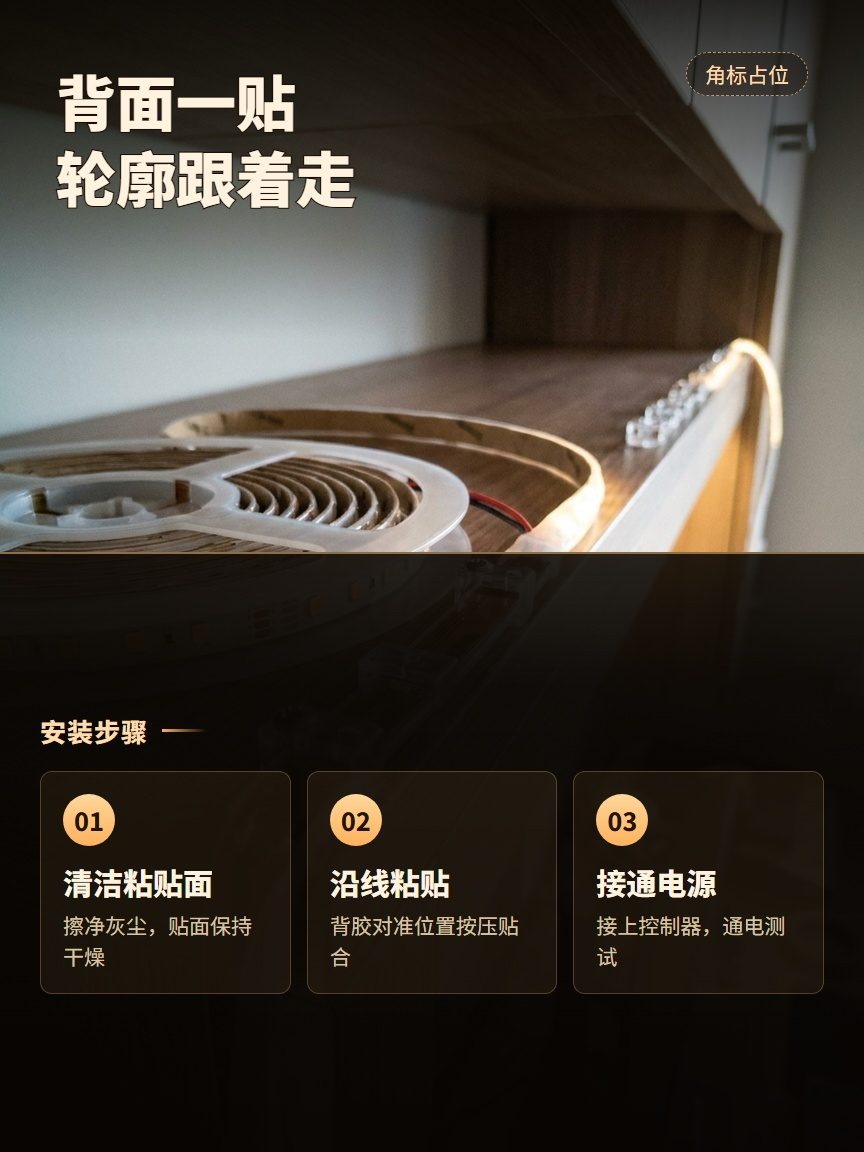 背面一贴
轮廓跟着走
角标占位
安装步骤
01
清洁粘贴面
擦净灰尘，贴面保持
干燥
02
沿线粘贴
背胶对准位置按压贴
合
03
接通电源
接上控制器，通电测
试